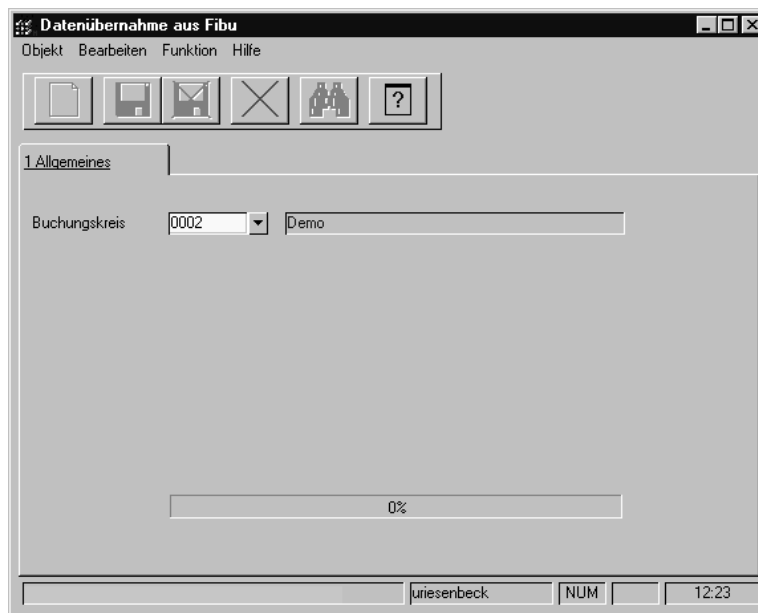 Datenübernahme aus Fibu
Objekt Bearbeiten Funktion Hilfe
?
1 Allgemeines
Buchungskreis 0002 Demo
0%
uriesenbeck NUM 12:23